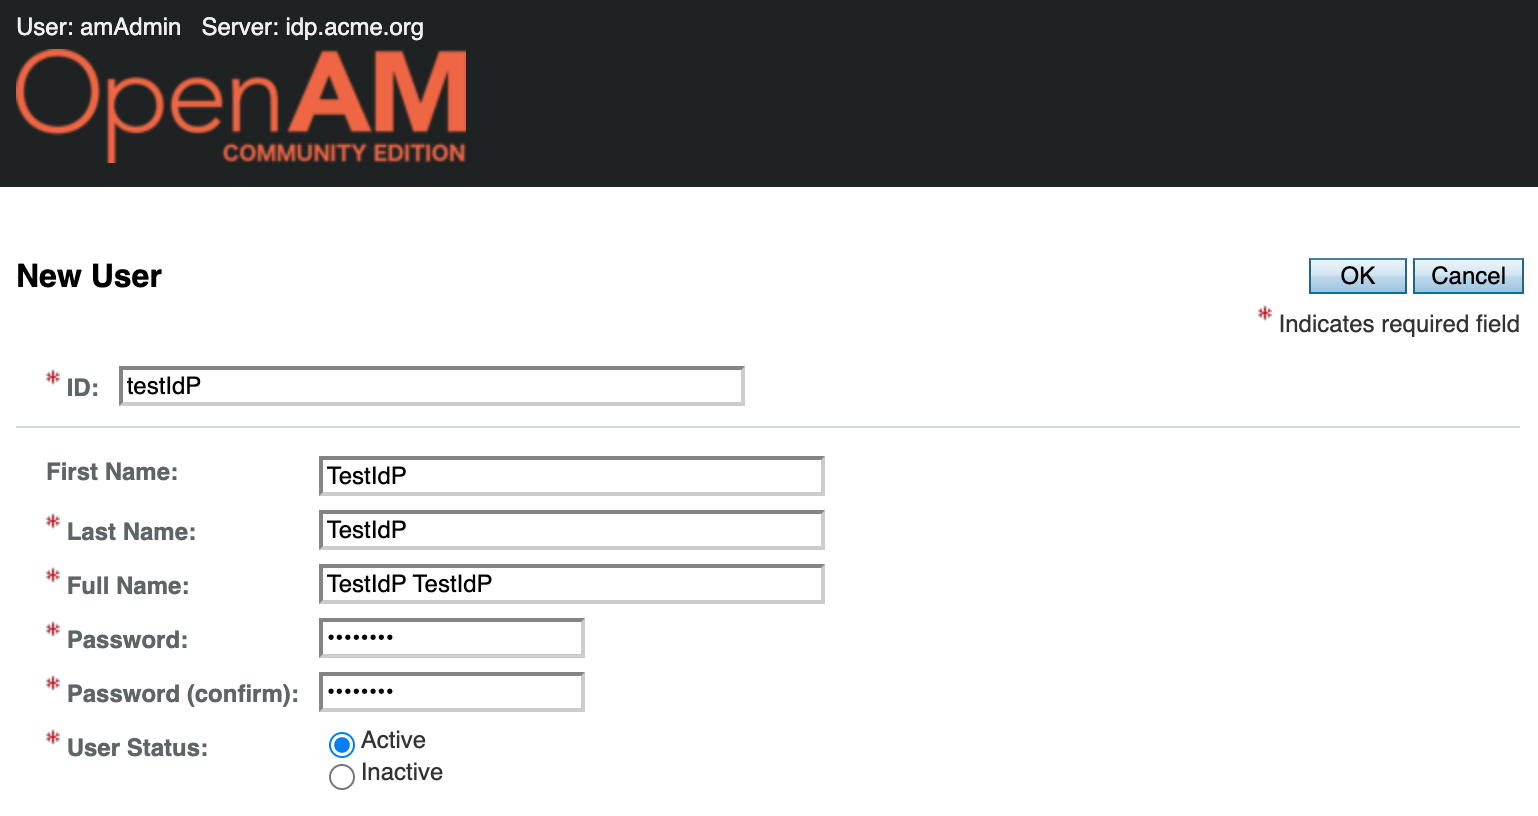 User: amAdmin Server: idp.acme.org
OpenAM
COMMUNITY EDITION
New User
OK Cancel
* Indicates required field
* ID: testIdP
First Name: TestIdP
* Last Name: TestIdP
* Full Name: TestIdP TestIdP
* Password: ••••••••
* Password (confirm): ••••••••
* User Status: Active
Inactive